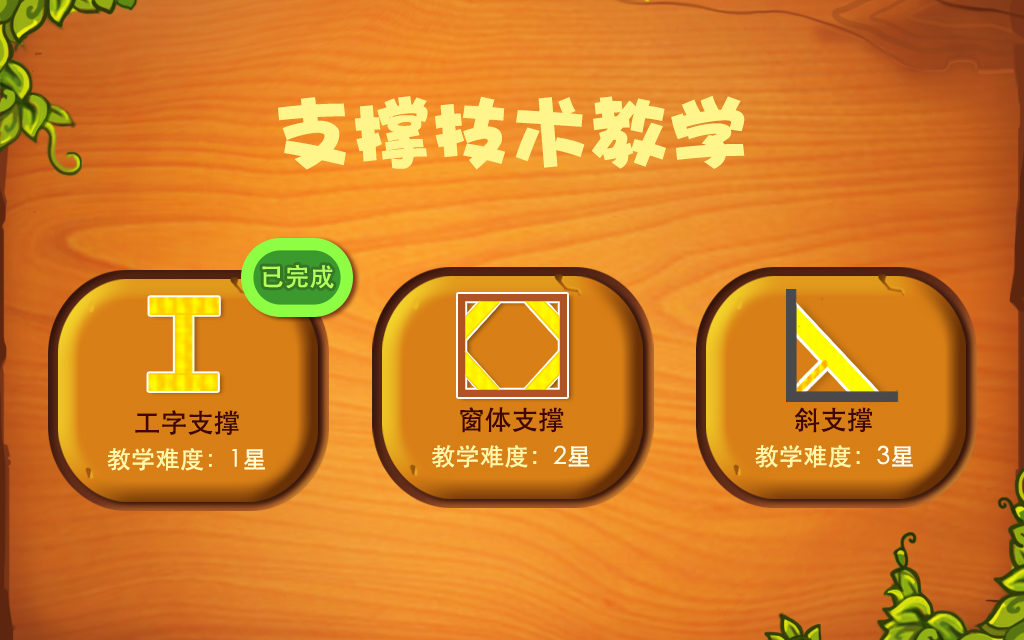 支撑技术教学
已完成
工字支撑
教学难度：1星
窗体支撑
教学难度：2星
斜支撑
教学难度：3星